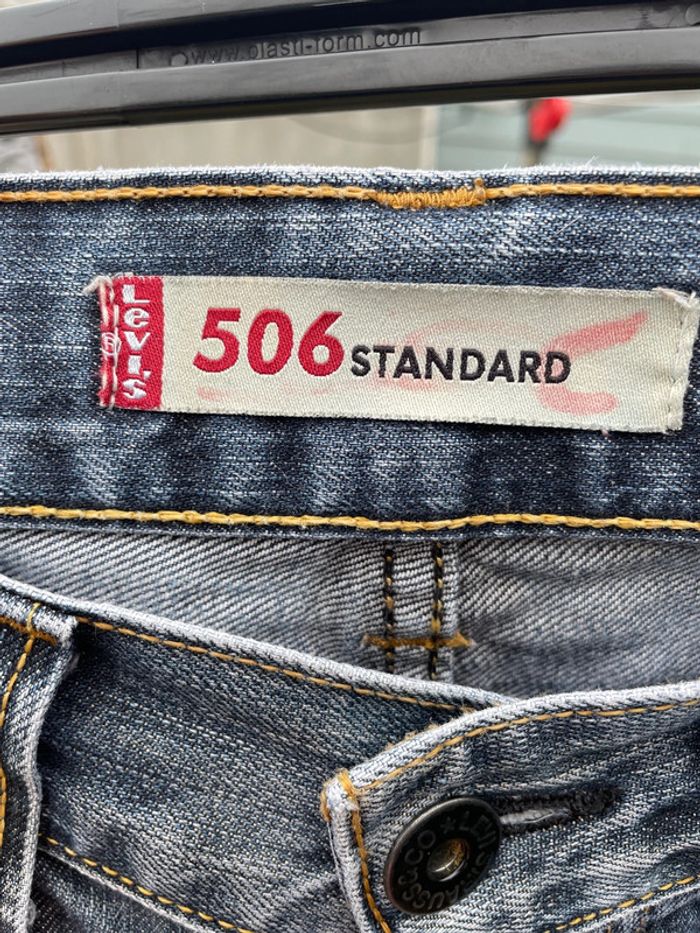 www.plasti-form.com
Levi's
®
506 STANDARD
LEVI STRAUSS & CO